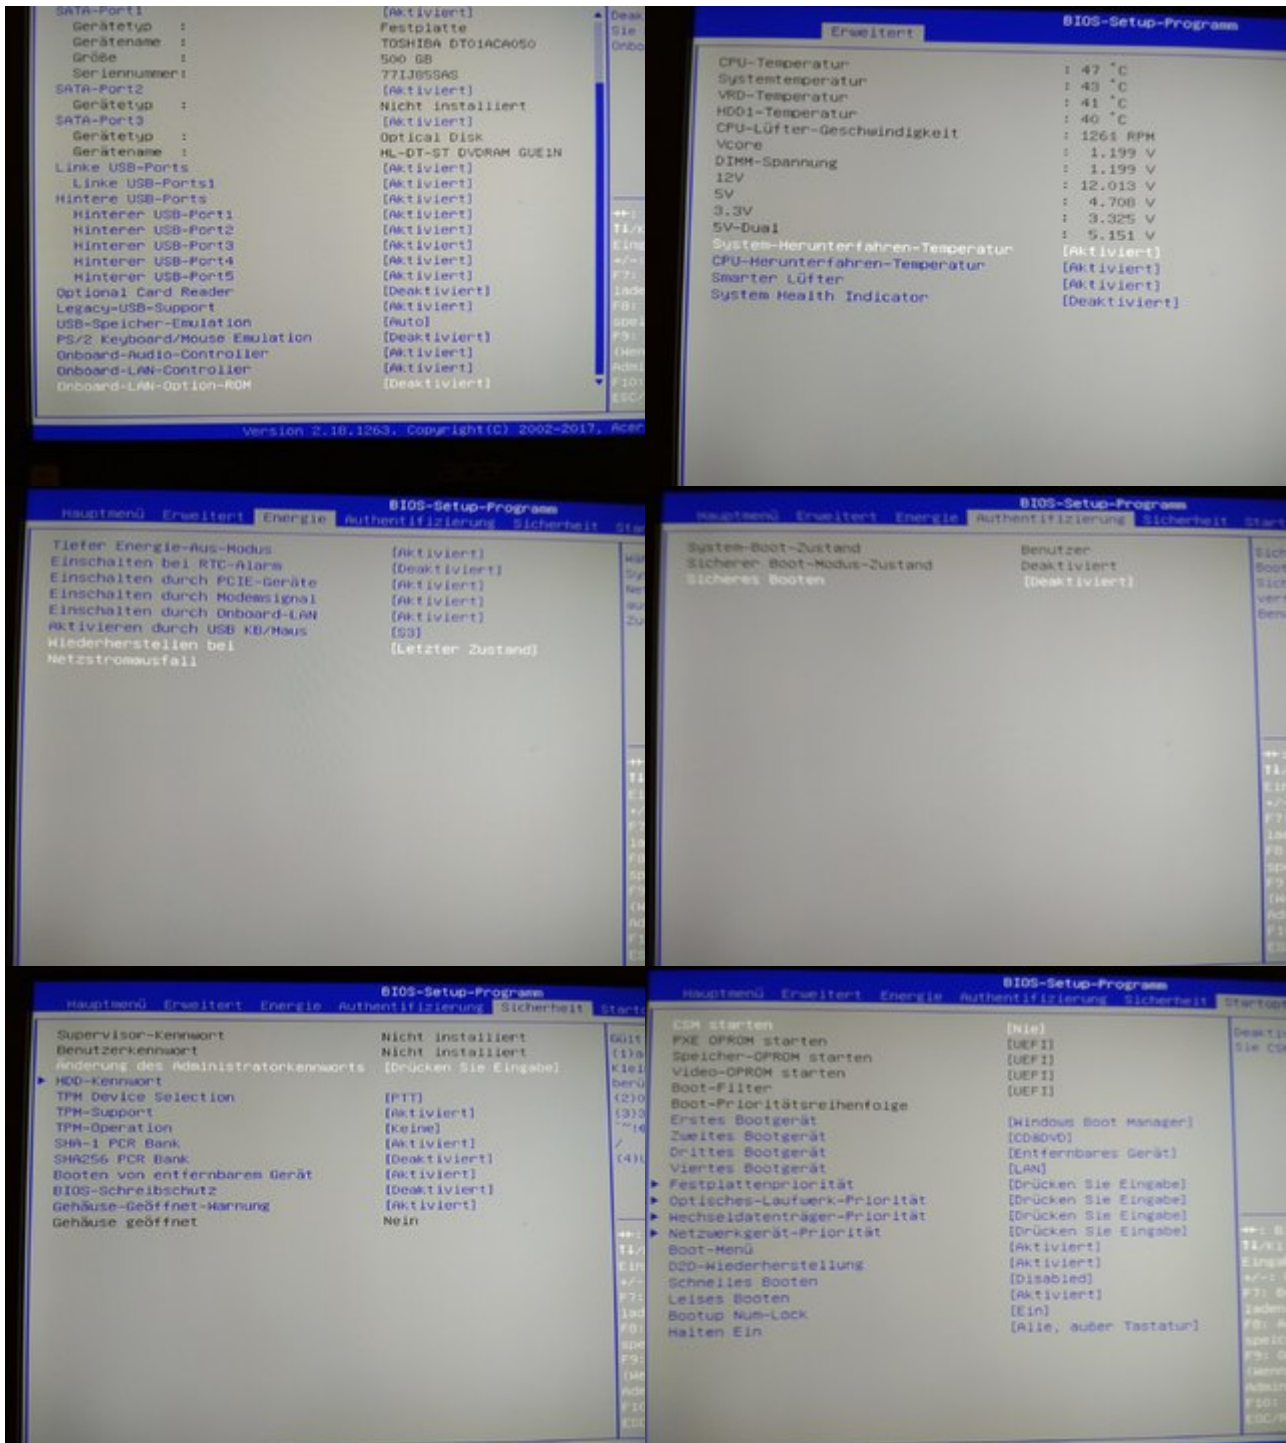 SATA-Port1 [Aktiviert]
Gerätetyp : Festplatte
Gerätename : TOSHIBA DT01ACA050
Größe : 500 GB
Seriennummer: 77IJ85SAS
SATA-Port2 [Aktiviert]
Gerätetyp : Nicht installiert
SATA-Port3 [Aktiviert]
Gerätetyp : Optical Disk
Gerätename : HL-DT-ST DVDRAM GUE1N
Linke USB-Ports [Aktiviert]
Linke USB-Ports1 [Aktiviert]
Hintere USB-Ports [Aktiviert]
Hinterer USB-Port1 [Aktiviert]
Hinterer USB-Port2 [Aktiviert]
Hinterer USB-Port3 [Aktiviert]
Hinterer USB-Port4 [Aktiviert]
Hinterer USB-Port5 [Aktiviert]
Optional Card Reader [Deaktiviert]
Legacy-USB-Support [Aktiviert]
USB-Speicher-Emulation [Auto]
PS/2 Keyboard/Mouse Emulation [Deaktiviert]
Onboard-Audio-Controller [Aktiviert]
Onboard-LAN-Controller [Aktiviert]
Onboard-LAN-Option-ROM [Deaktiviert]
Version 2.18.1263. Copyright(C) 2002-2017, Acer
BIOS-Setup-Programm
Erweitert
CPU-Temperatur : 47 °C
Systemtemperatur : 43 °C
VRD-Temperatur : 41 °C
HDD1-Temperatur : 40 °C
CPU-Lüfter-Geschwindigkeit : 1261 RPM
Vcore : 1.199 V
DIMM-Spannung : 1.199 V
12V : 12.013 V
5V : 4.708 V
3.3V : 3.325 V
5V-Dual : 5.151 V
System-Herunterfahren-Temperatur [Aktiviert]
CPU-Herunterfahren-Temperatur [Aktiviert]
Smarter Lüfter [Aktiviert]
System Health Indicator [Deaktiviert]
BIOS-Setup-Programm
Hauptmenü Erweitert Energie Authentifizierung Sicherheit
Tiefer Energie-Aus-Modus [Aktiviert]
Einschalten bei RTC-Alarm [Deaktiviert]
Einschalten durch PCIE-Geräte [Aktiviert]
Einschalten durch Modemsignal [Aktiviert]
Einschalten durch Onboard-LAN [Aktiviert]
Aktivieren durch USB KB/Maus [S3]
Wiederherstellen bei [Letzter Zustand]
Netzstromausfall
BIOS-Setup-Programm
Hauptmenü Erweitert Energie Authentifizierung Sicherheit
System-Boot-Zustand Benutzer
Sicherer Boot-Modus-Zustand Deaktiviert
Sicheres Booten [Deaktiviert]
BIOS-Setup-Programm
Hauptmenü Erweitert Energie Authentifizierung Sicherheit
Supervisor-Kennwort Nicht installiert
Benutzerkennwort Nicht installiert
Änderung des Administratorkennworts [Drücken Sie Eingabe]
HDD-Kennwort
TPM Device Selection [PTT]
TPM-Support [Aktiviert]
TPM-Operation [Keine]
SHA-1 PCR Bank [Aktiviert]
SHA256 PCR Bank [Deaktiviert]
Booten von entfernbarem Gerät [Aktiviert]
BIOS-Schreibschutz [Deaktiviert]
Gehäuse-Geöffnet-Warnung [Aktiviert]
Gehäuse geöffnet Nein
BIOS-Setup-Programm
Hauptmenü Erweitert Energie Authentifizierung Sicherheit
CSM starten [Nie]
PXE OPROM starten [UEFI]
Speicher-OPROM starten [UEFI]
Video-OPROM starten [UEFI]
Boot-Filter [UEFI]
Boot-Prioritätsreihenfolge
Erstes Bootgerät [Windows Boot Manager]
Zweites Bootgerät [CD&DVD]
Drittes Bootgerät [Entfernbares Gerät]
Viertes Bootgerät [LAN]
Festplattenpriorität [Drücken Sie Eingabe]
Optisches-Laufwerk-Priorität [Drücken Sie Eingabe]
Wechseldatenträger-Priorität [Drücken Sie Eingabe]
Netzwerkgerät-Priorität [Drücken Sie Eingabe]
Boot-Menü [Aktiviert]
D2D-Wiederherstellung [Aktiviert]
Schnelles Booten [Disabled]
Leises Booten [Aktiviert]
Bootup Num-Lock [Ein]
Halten Ein [Alle, außer Tastatur]